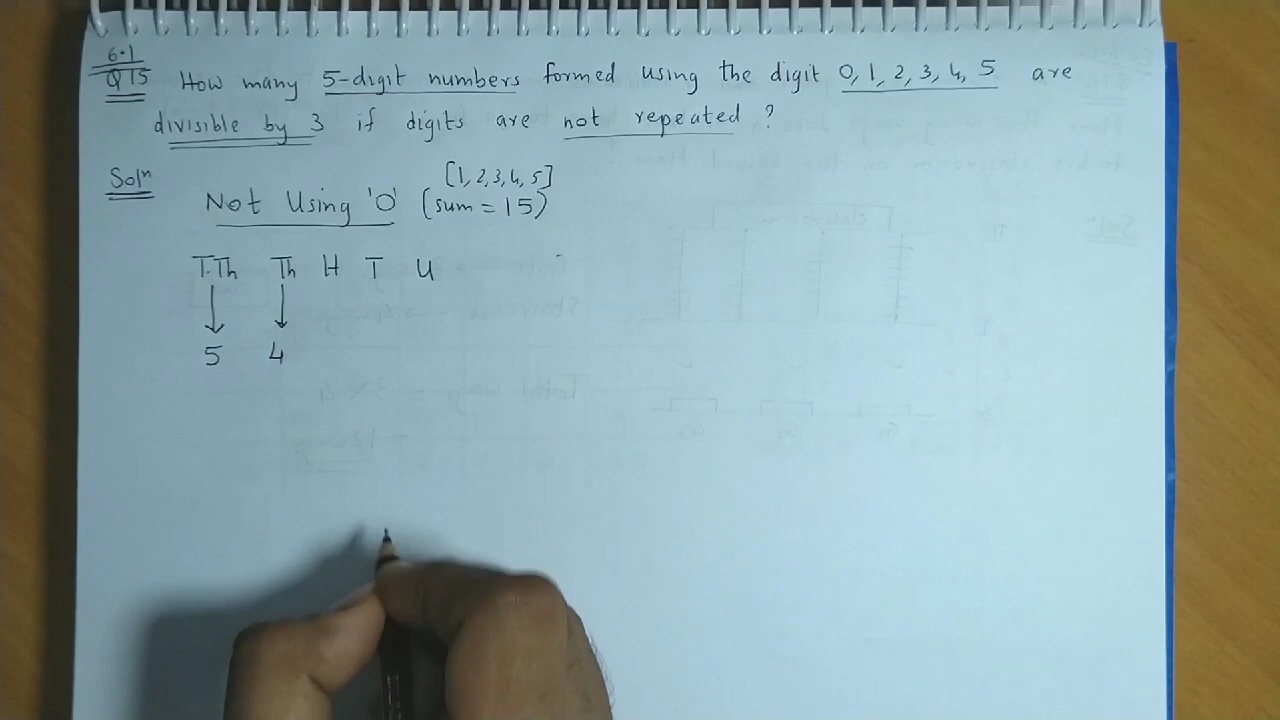 6.1
Q15 How many 5-digit numbers formed using the digit 0, 1, 2, 3, 4, 5 are
divisible by 3 if digits are not repeated ?
Solⁿ
[1, 2, 3, 4, 5]
Not Using '0' (sum = 15)
T.Th Th H T U
5 4